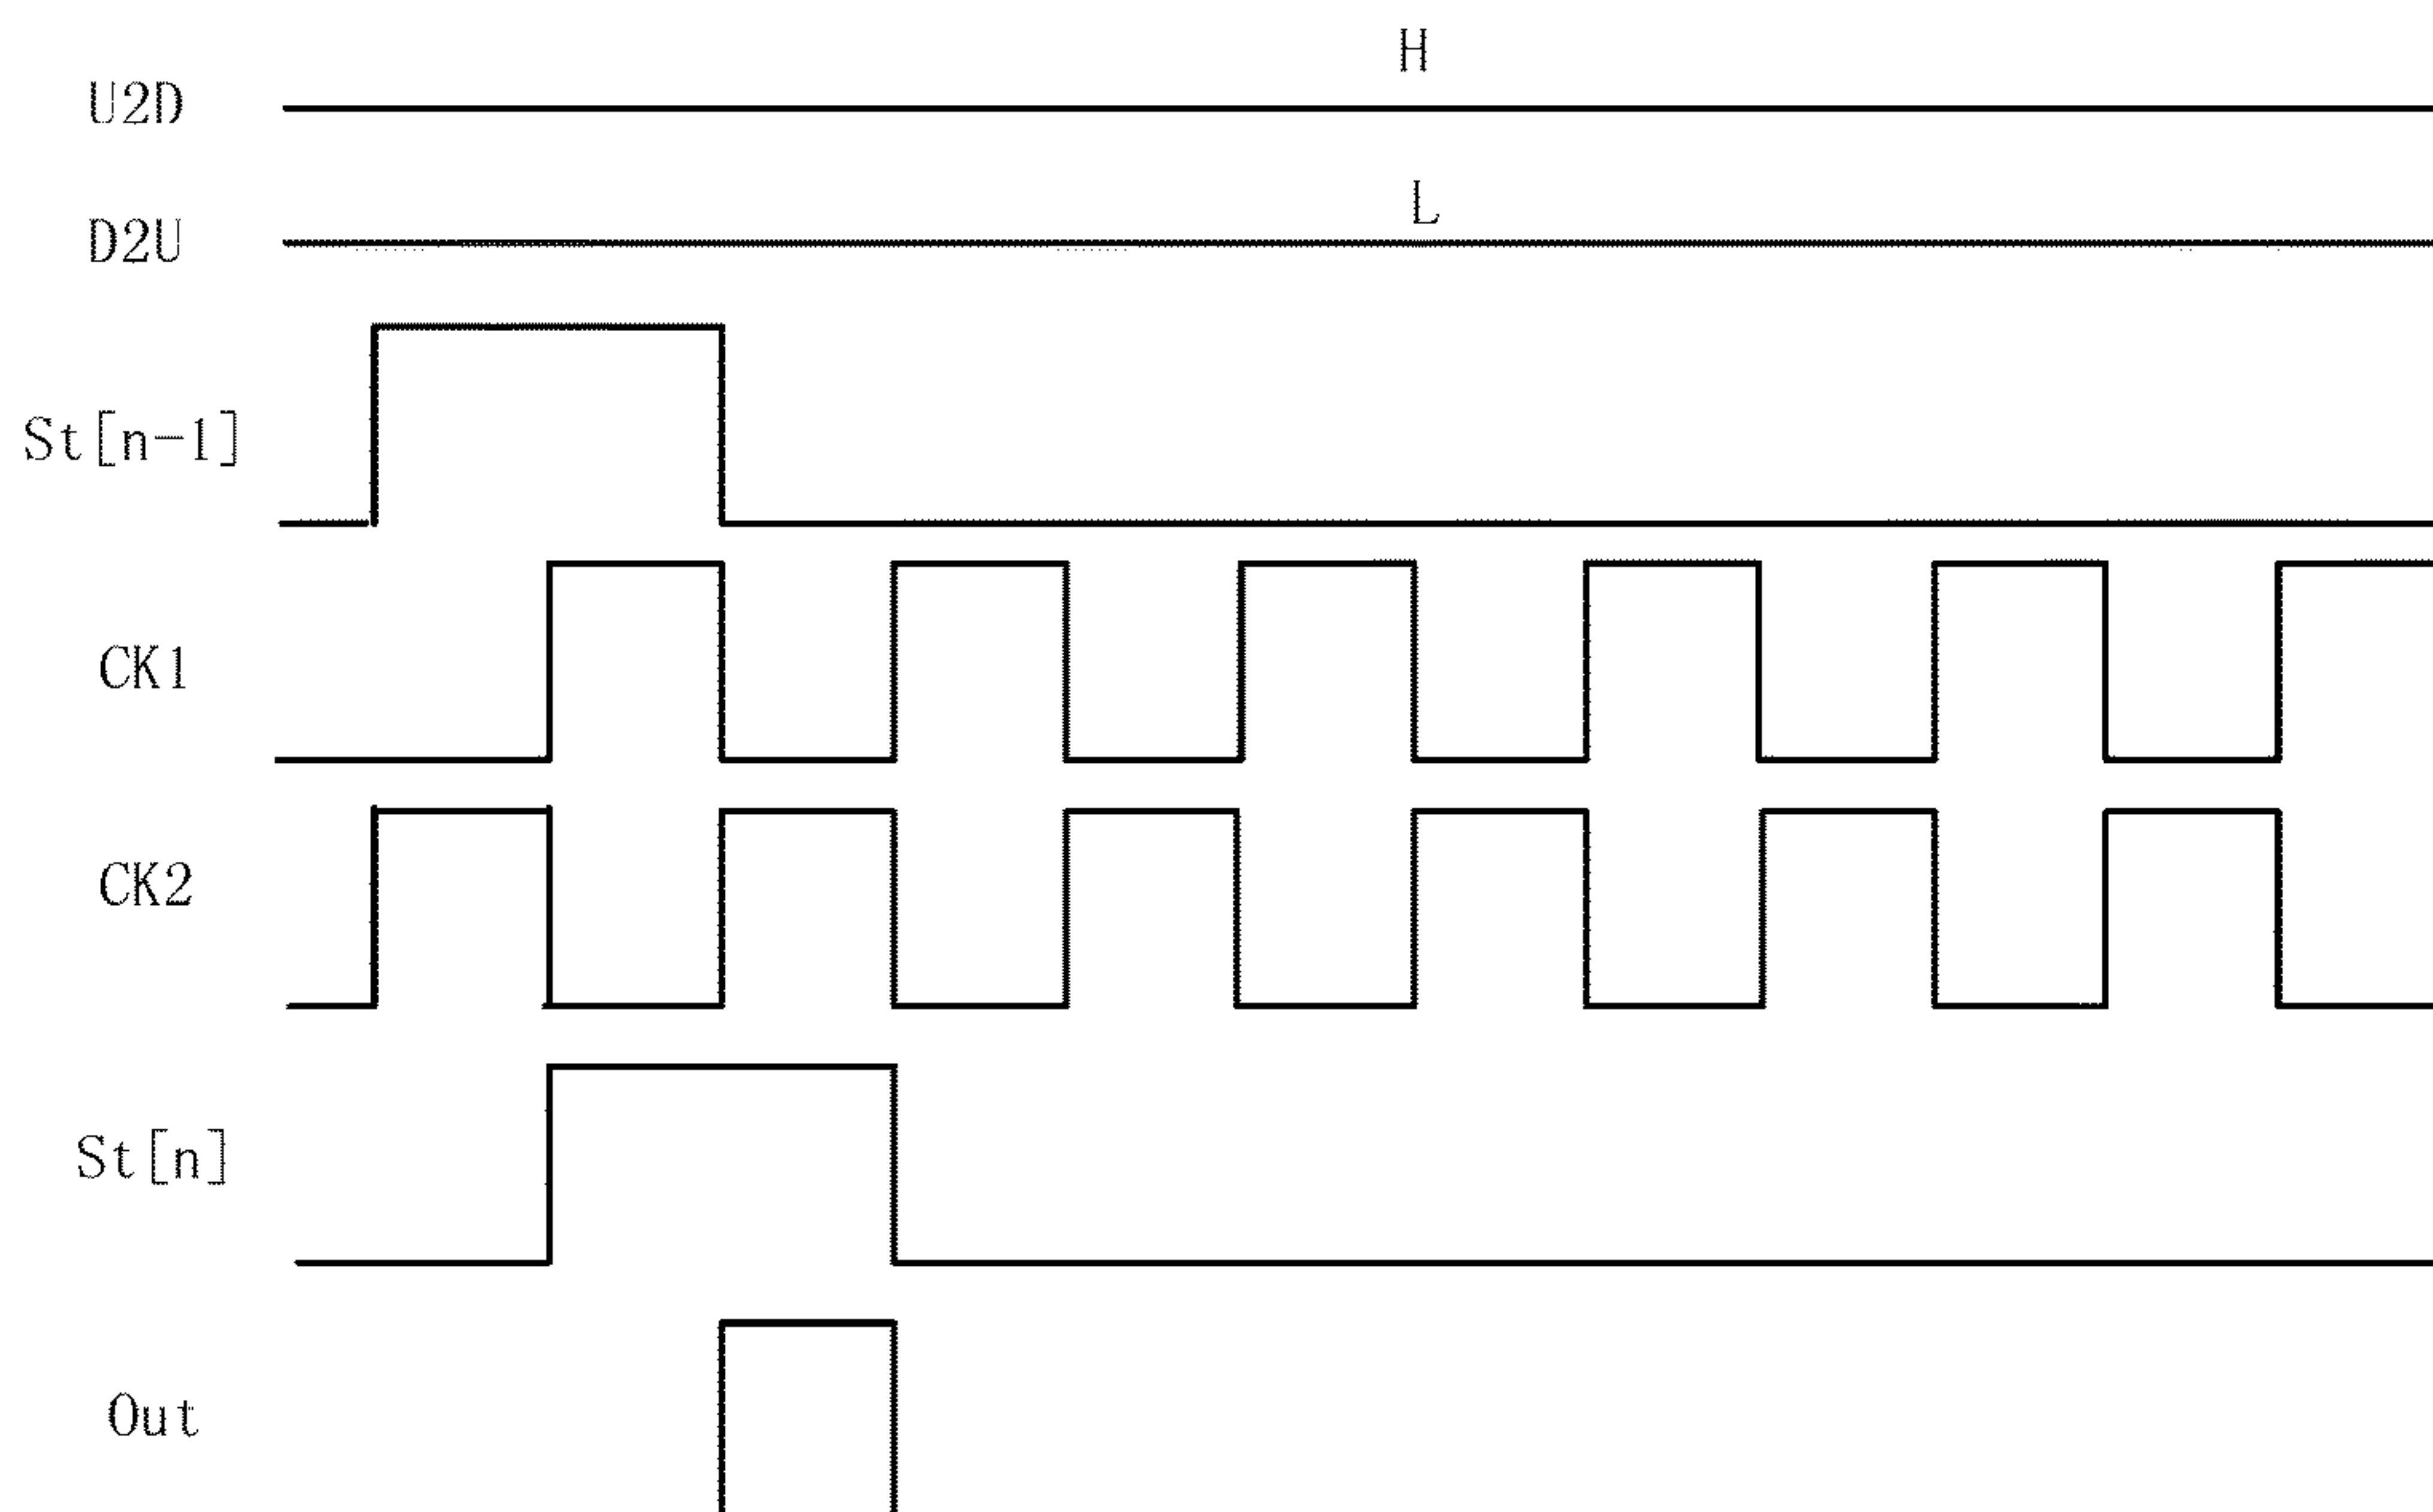 H
U2D
L
D2U
St[n-1]
CK1
CK2
St[n]
Out